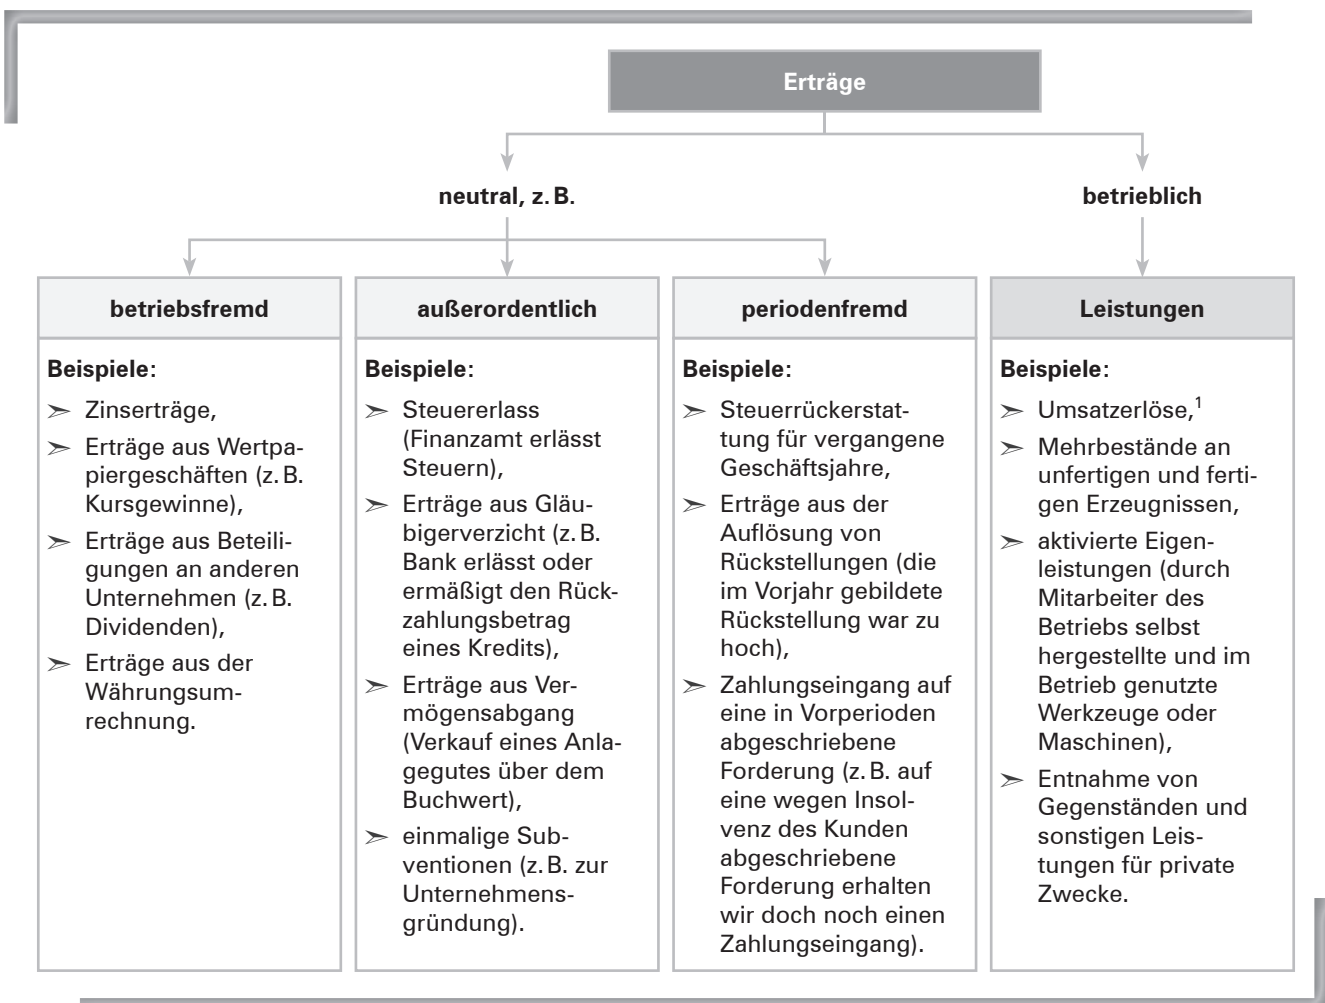 Erträge
neutral, z. B.
betrieblich
betriebsfremd
Beispiele:
➣ Zinserträge,
➣ Erträge aus Wertpa-
piergeschäften (z. B.
Kursgewinne),
➣ Erträge aus Beteili-
gungen an anderen
Unternehmen (z. B.
Dividenden),
➣ Erträge aus der
Währungsum-
rechnung.
außerordentlich
Beispiele:
➣ Steuererlass
(Finanzamt erlässt
Steuern),
➣ Erträge aus Gläu-
bigerverzicht (z. B.
Bank erlässt oder
ermäßigt den Rück-
zahlungsbetrag
eines Kredits),
➣ Erträge aus Ver-
mögensabgang
(Verkauf eines Anla-
gegutes über dem
Buchwert),
➣ einmalige Sub-
ventionen (z. B. zur
Unternehmens-
gründung).
periodenfremd
Beispiele:
➣ Steuerrückerstat-
tung für vergangene
Geschäftsjahre,
➣ Erträge aus der
Auflösung von
Rückstellungen (die
im Vorjahr gebildete
Rückstellung war zu
hoch),
➣ Zahlungseingang auf
eine in Vorperioden
abgeschriebene
Forderung (z. B. auf
eine wegen Insol-
venz des Kunden
abgeschriebene
Forderung erhalten
wir doch noch einen
Zahlungseingang).
Leistungen
Beispiele:
➣ Umsatzerlöse,¹
➣ Mehrbestände an
unfertigen und ferti-
gen Erzeugnissen,
➣ aktivierte Eigen-
leistungen (durch
Mitarbeiter des
Betriebs selbst
hergestellte und im
Betrieb genutzte
Werkzeuge oder
Maschinen),
➣ Entnahme von
Gegenständen und
sonstigen Leis-
tungen für private
Zwecke.